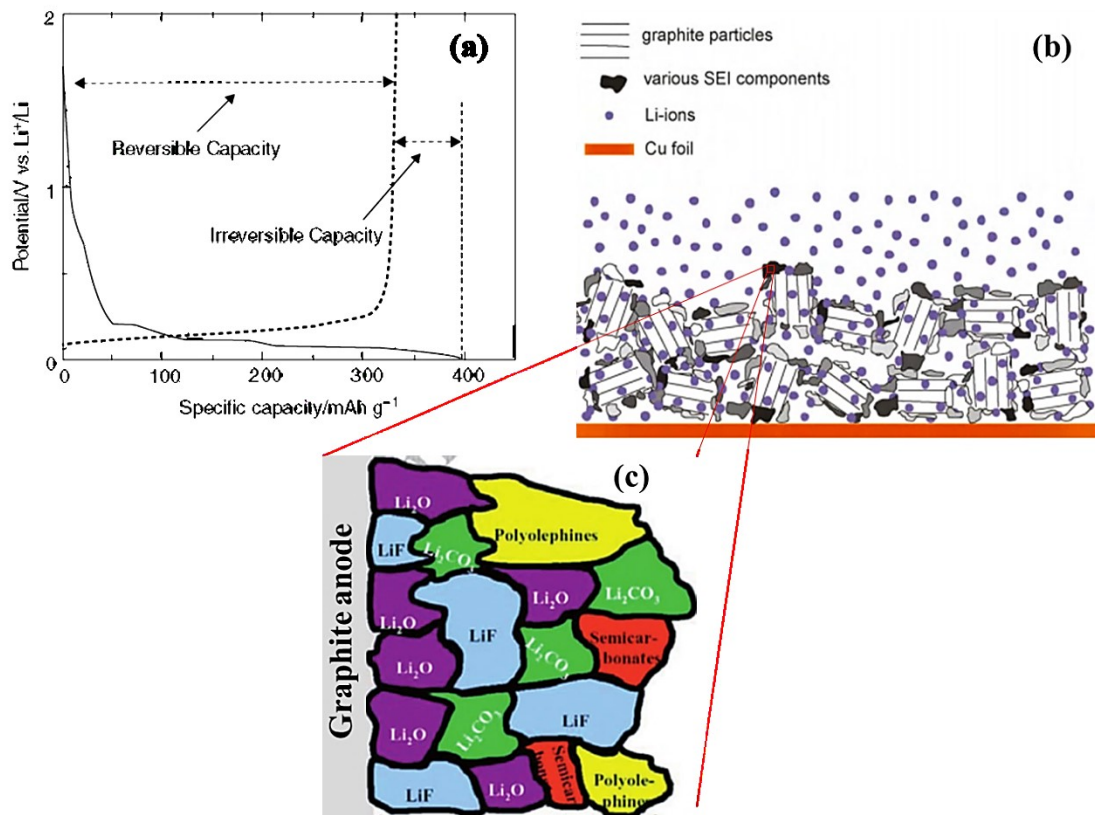 (a)
2
1
0
Potential/V vs. Li⁺/Li
Reversible Capacity
Irreversible Capacity
0
100
200
300
400
Specific capacity/mAh g⁻¹
(b)
graphite particles
various SEI components
Li-ions
Cu foil
(c)
Graphite anode
Li₂O
Polyolephines
LiF
Li₂CO₃
Li₂O
Li₂O
Li₂CO₃
LiF
Li₂O
Li₂CO₃
Semicar-
bonates
Li₂O
Li₂CO₃
LiF
LiF
Li₂O
Semicar
Polyole-
phines